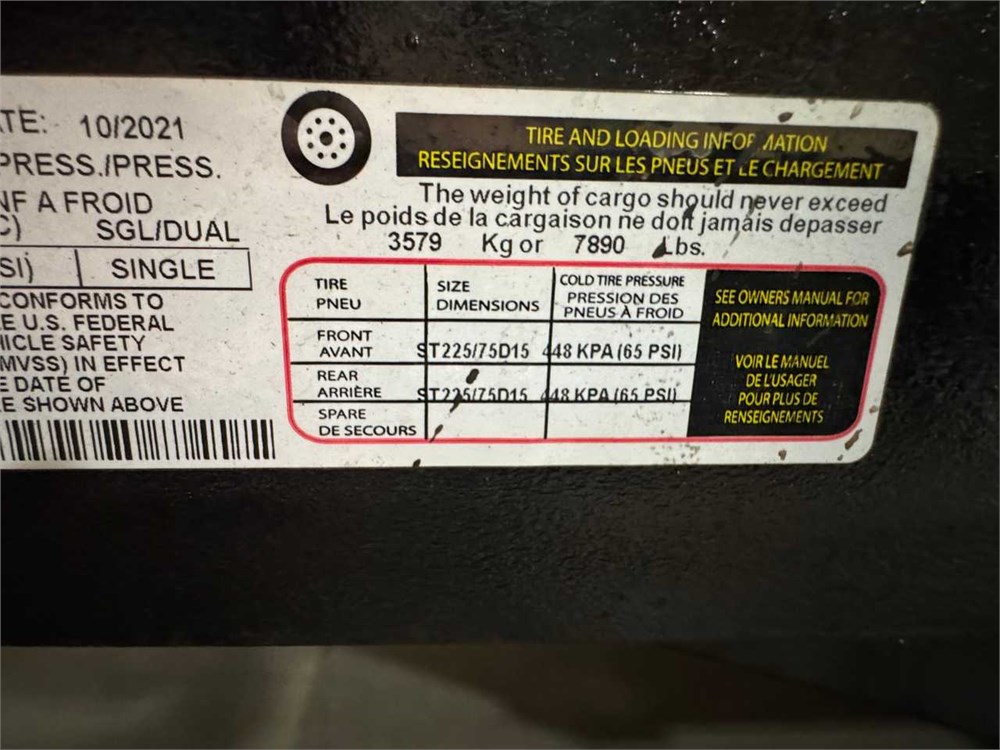 ATE: 10/2021
PRESS./PRESS.
NF A FROID
C) SGL/DUAL
SI) SINGLE
CONFORMS TO
E U.S. FEDERAL
HICLE SAFETY
MVSS) IN EFFECT
E DATE OF
E SHOWN ABOVE
TIRE AND LOADING INFORMATION
RESEIGNEMENTS SUR LES PNEUS ET LE CHARGEMENT
The weight of cargo should never exceed
Le poids de la cargaison ne doit jamais depasser
3579 Kg or 7890 Lbs.
TIRE
PNEU
SIZE
DIMENSIONS
COLD TIRE PRESSURE
PRESSION DES
PNEUS À FROID
FRONT
AVANT
ST225/75D15 448 KPA (65 PSI)
REAR
ARRIÈRE
ST225/75D15 448 KPA (65 PSI)
SPARE
DE SECOURS
SEE OWNERS MANUAL FOR
ADDITIONAL INFORMATION
VOIR LE MANUEL
DE L'USAGER
POUR PLUS DE
RENSEIGNEMENTS